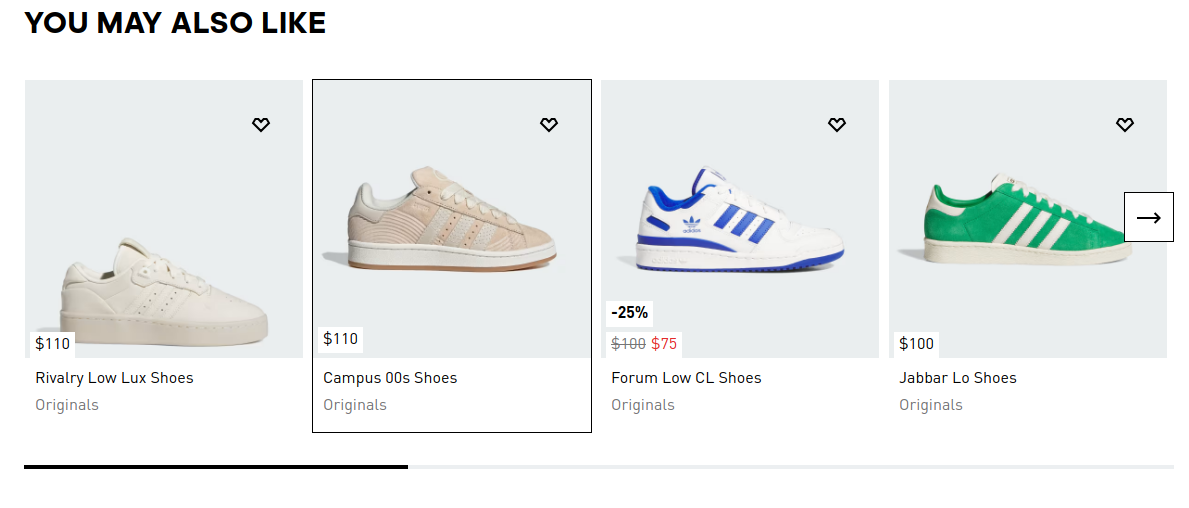 YOU MAY ALSO LIKE
$110
Rivalry Low Lux Shoes
Originals
$110
Campus 00s Shoes
Originals
adidas
-25%
$100 $75
Forum Low CL Shoes
Originals
$100
Jabbar Lo Shoes
Originals